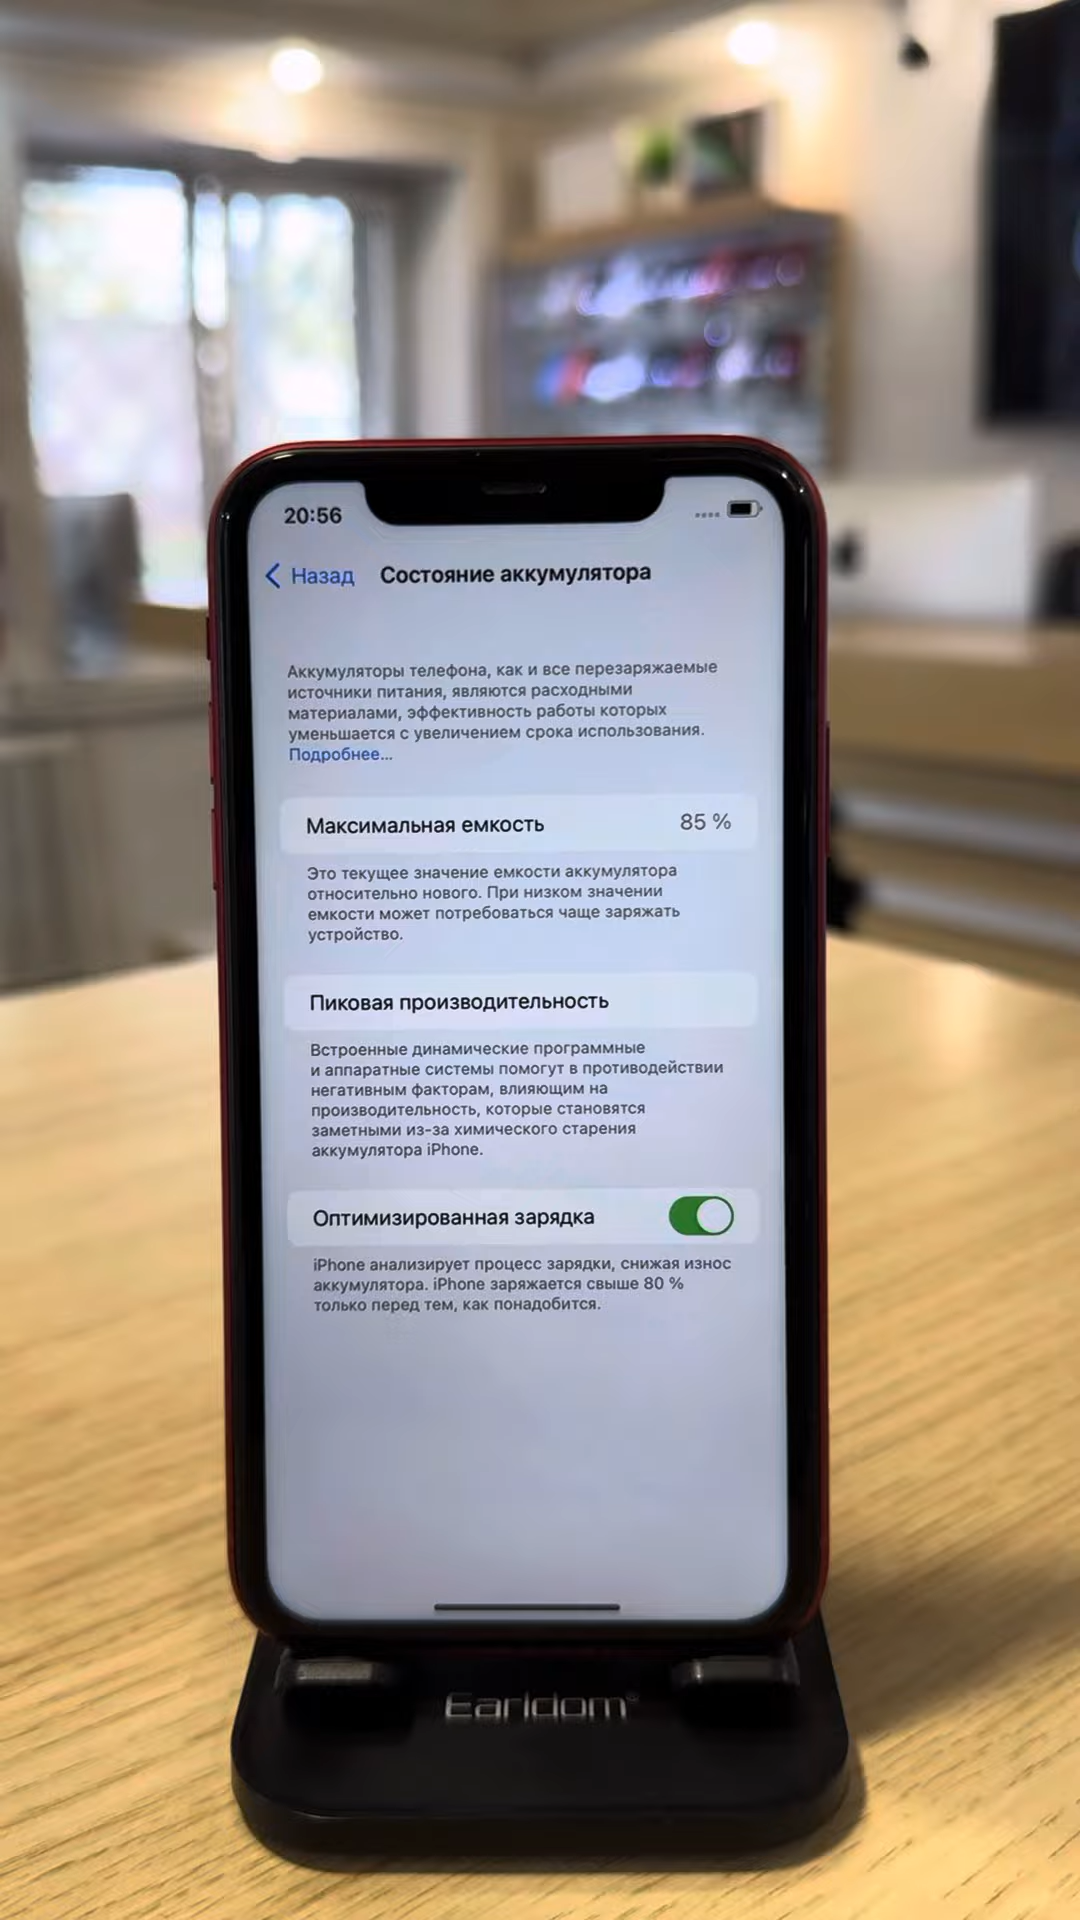 20:56
Назад
Состояние аккумулятора
Аккумуляторы телефона, как и все перезаряжаемые
источники питания, являются расходными
материалами, эффективность работы которых
уменьшается с увеличением срока использования.
Подробнее...
Максимальная емкость 85 %
Это текущее значение емкости аккумулятора
относительно нового. При низком значении
емкости может потребоваться чаще заряжать
устройство.
Пиковая производительность
Встроенные динамические программные
и аппаратные системы помогут в противодействии
негативным факторам, влияющим на
производительность, которые становятся
заметными из-за химического старения
аккумулятора iPhone.
Оптимизированная зарядка
iPhone анализирует процесс зарядки, снижая износ
аккумулятора. iPhone заряжается свыше 80 %
только перед тем, как понадобится.
Earldom®